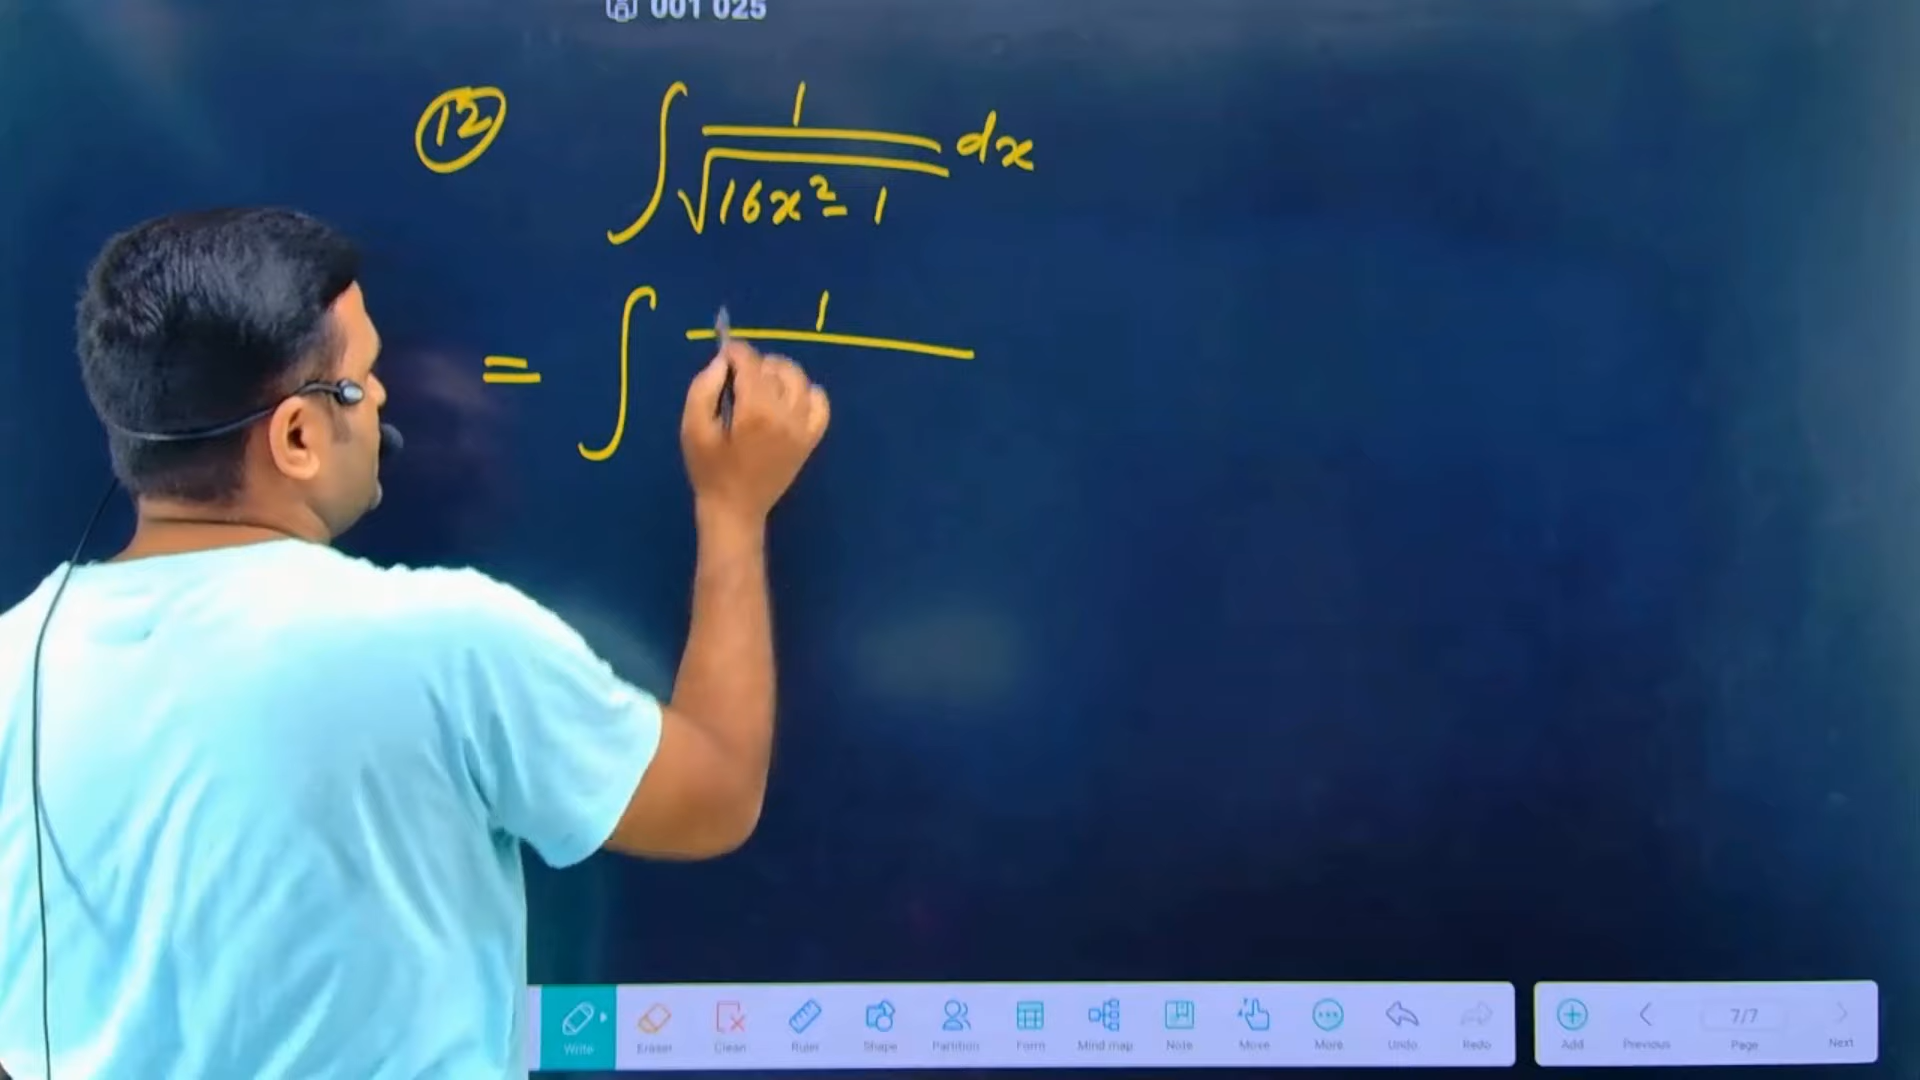 001 025
12 ∫ 1/√(16x² - 1) dx
= ∫ 1/
Write Eraser Clean Ruler Shape Partition Form Mind map Note Move More Undo Redo Add Previous 7/7 Page Next